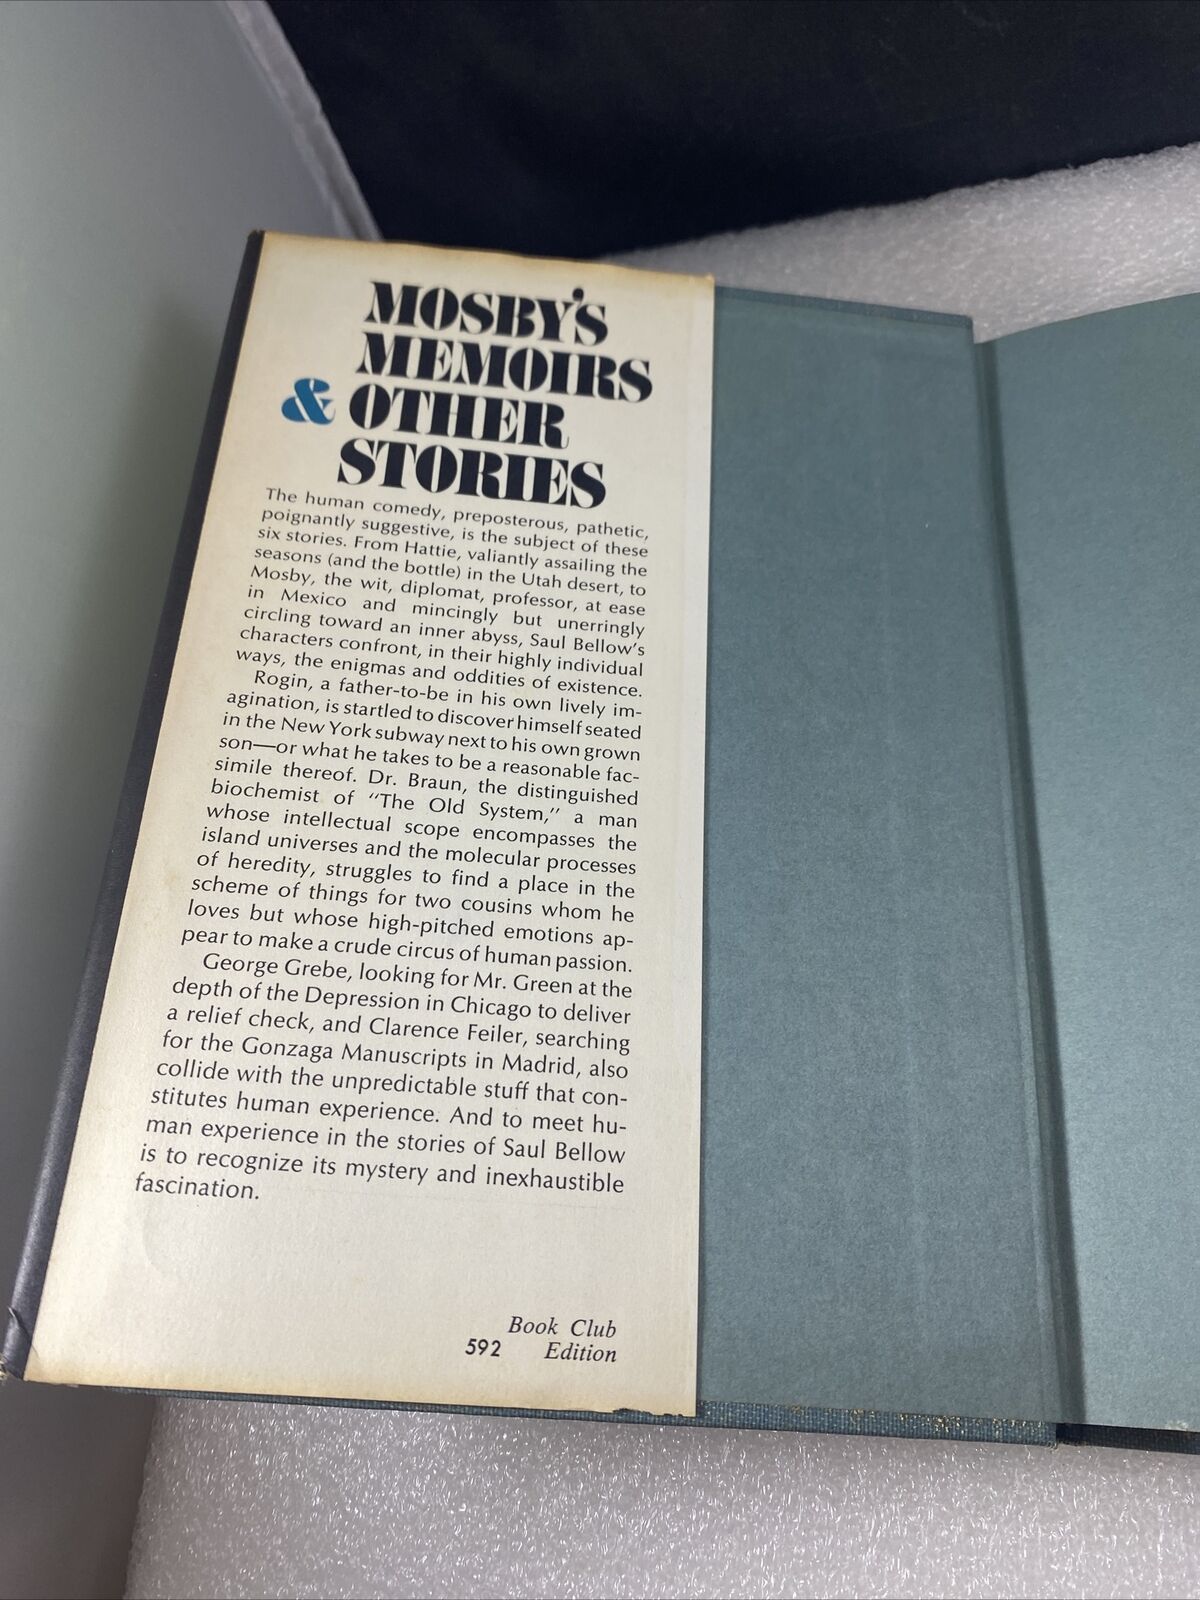 MOSBY'S
MEMOIRS
& OTHER
STORIES
The human comedy, preposterous, pathetic,
poignantly suggestive, is the subject of these
six stories. From Hattie, valiantly assailing the
seasons (and the bottle) in the Utah desert, to
Mosby, the wit, diplomat, professor, at ease
in Mexico and mincingly but unerringly
circling toward an inner abyss, Saul Bellow's
characters confront, in their highly individual
ways, the enigmas and oddities of existence.
Rogin, a father-to-be in his own lively im-
agination, is startled to discover himself seated
in the New York subway next to his own grown
son—or what he takes to be a reasonable fac-
simile thereof. Dr. Braun, the distinguished
biochemist of "The Old System," a man
whose intellectual scope encompasses the
island universes and the molecular processes
of heredity, struggles to find a place in the
scheme of things for two cousins whom he
loves but whose high-pitched emotions ap-
pear to make a crude circus of human passion.
George Grebe, looking for Mr. Green at the
depth of the Depression in Chicago to deliver
a relief check, and Clarence Feiler, searching
for the Gonzaga Manuscripts in Madrid, also
collide with the unpredictable stuff that con-
stitutes human experience. And to meet hu-
man experience in the stories of Saul Bellow
is to recognize its mystery and inexhaustible
fascination.
Book Club
592 Edition